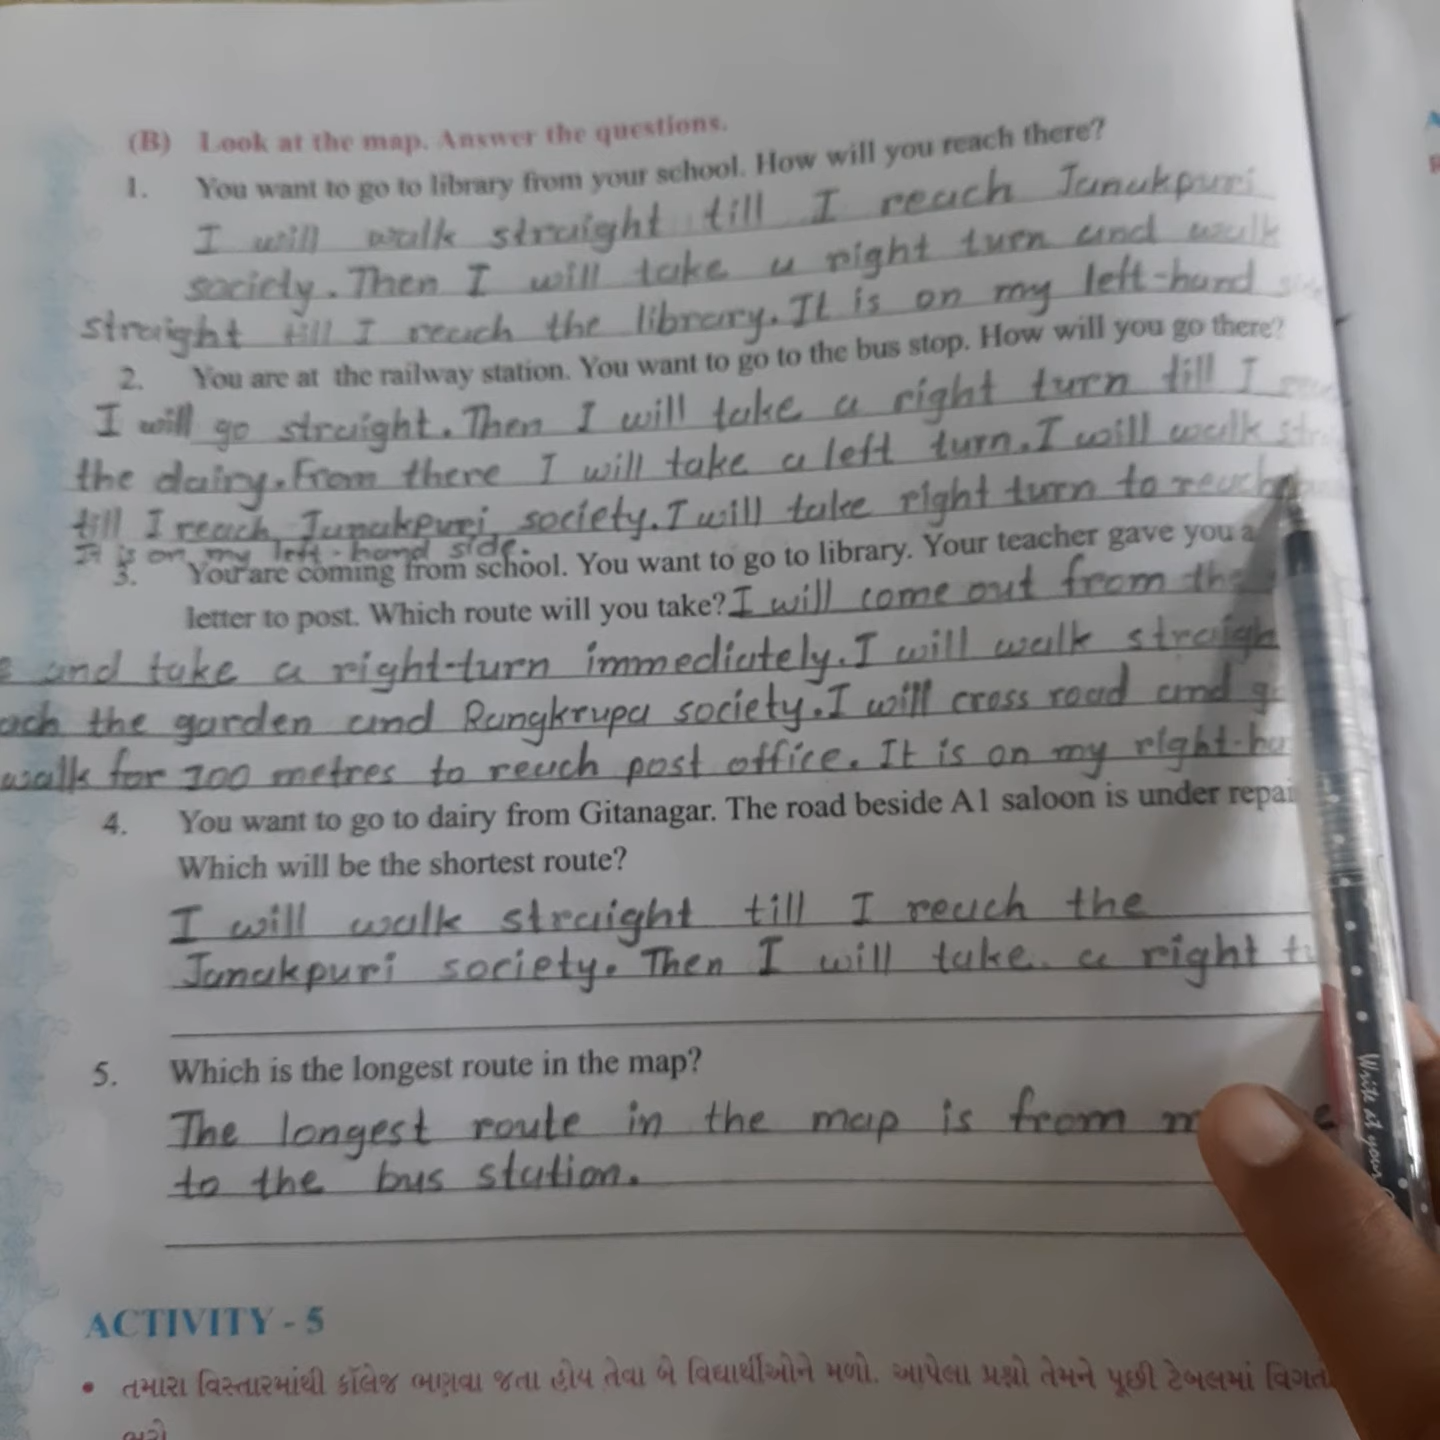 (B) Look at the map. Answer the questions.
1. You want to go to library from your school. How will you reach there?
I will walk straight till I reach Janakpuri
society. Then I will take a right turn and walk
straight till I reach the library. It is on my left-hand
2. You are at the railway station. You want to go to the bus stop. How will you go there?
I will go straight. Then I will take a right turn till I
the dairy. From there I will take a left turn. I will walk
till I reach Janakpuri society. I will take right turn to reach
It is on my left-hand side.
3. You are coming from school. You want to go to library. Your teacher gave you a
letter to post. Which route will you take? I will come out from the
and take a right-turn immediately. I will walk
the garden and Rangkrupa society. I will cross road and
walk for 100 metres to reach post office. It is on my
4. You want to go to dairy from Gitanagar. The road beside A1 saloon is under
Which will be the shortest route?
I will walk straight till I reach the
Janakpuri society. Then I will take a right
5. Which is the longest route in the map?
The longest route in the map is from
to the bus station.
ACTIVITY - 5
• તમારા વિસ્તારમાંથી કૉલેજ ભણવા જતા હોય તેવા બે વિદ્યાર્થીઓને મળો. આપેલા પ્રશ્નો તેમને પૂછી ટેબલમાં
Write at your